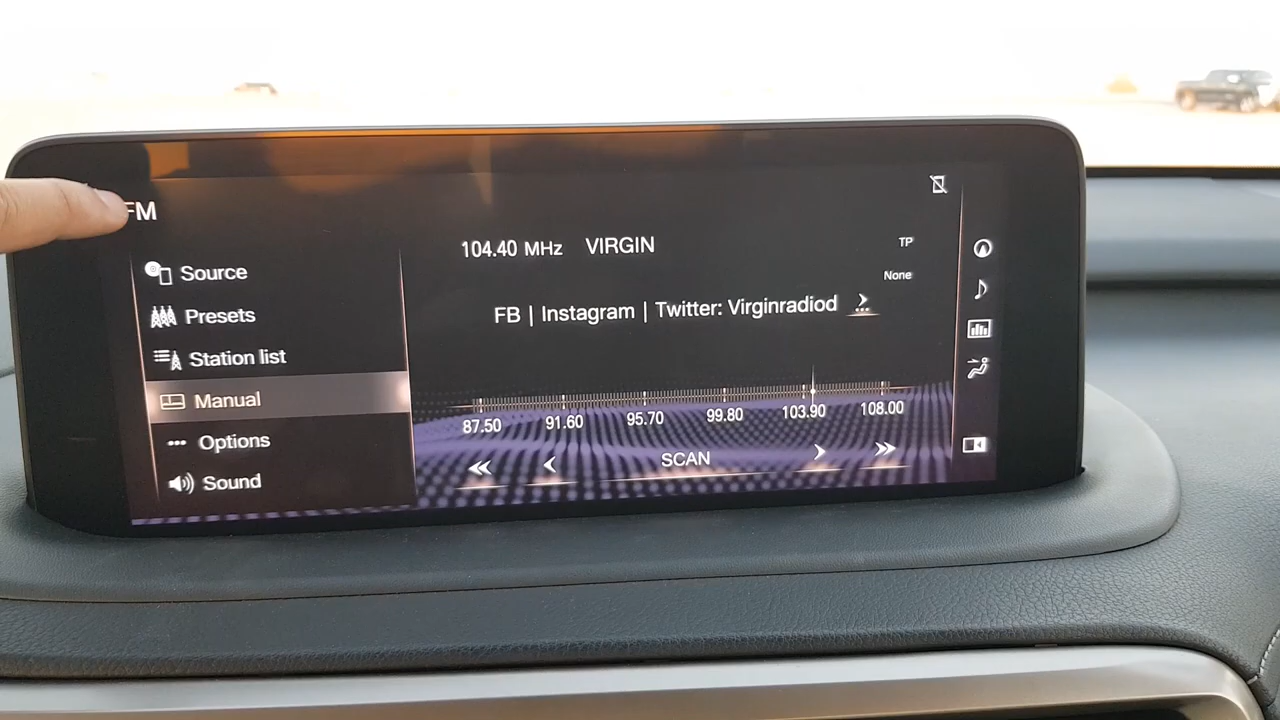 FM
Source
Presets
Station list
Manual
Options
Sound
104.40 MHz VIRGIN
TP
None
FB | Instagram | Twitter: Virginradiod
87.50 91.60 95.70 99.80 103.90 108.00
SCAN